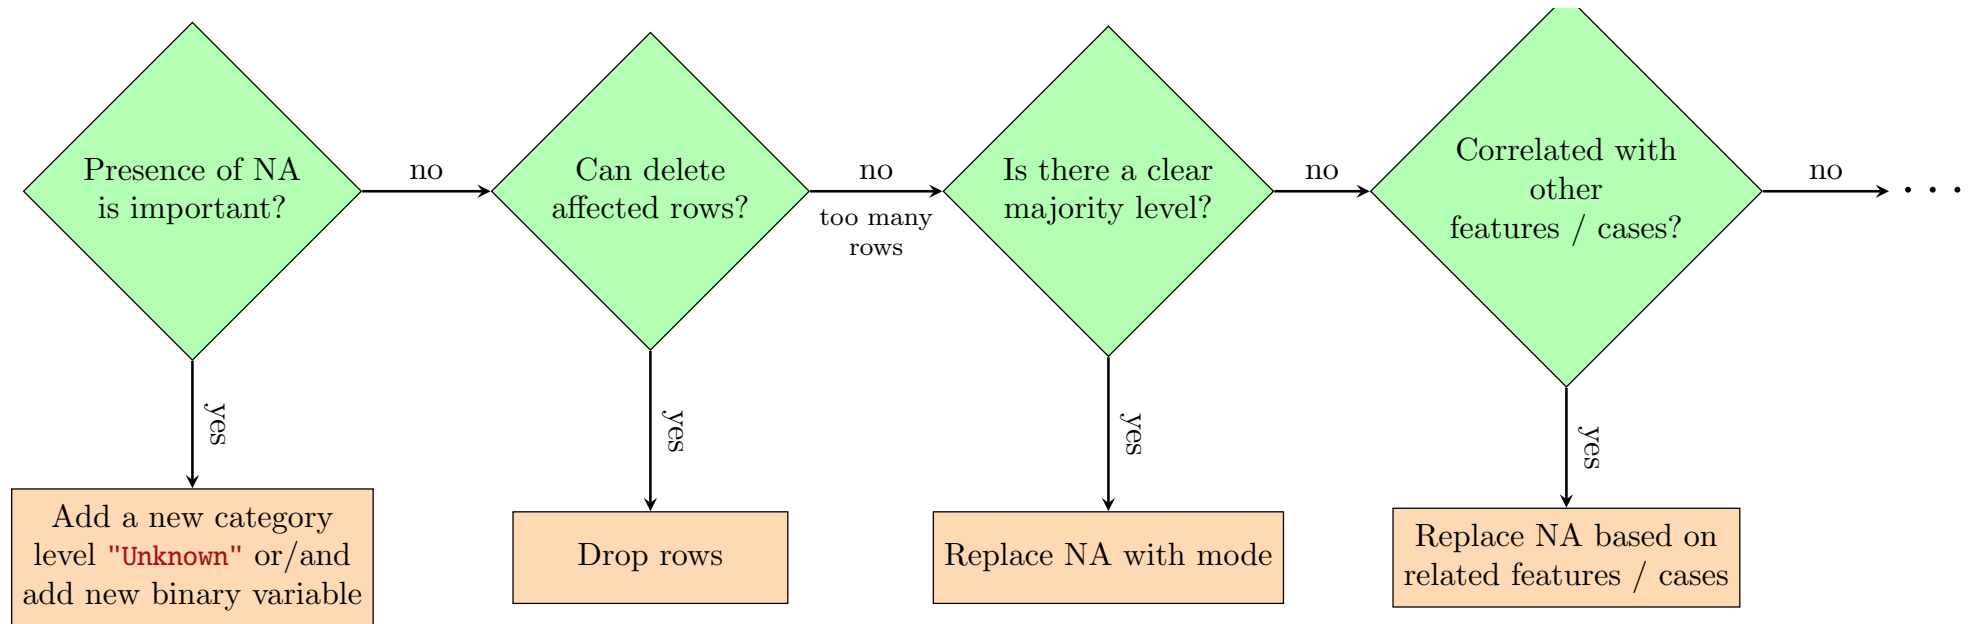 Presence of NA
is important?
no
Can delete
affected rows?
no
too many
rows
Is there a clear
majority level?
no
Correlated with
other
features / cases?
no
...
yes
yes
yes
yes
Add a new category
level "Unknown" or/and
add new binary variable
Drop rows
Replace NA with mode
Replace NA based on
related features / cases